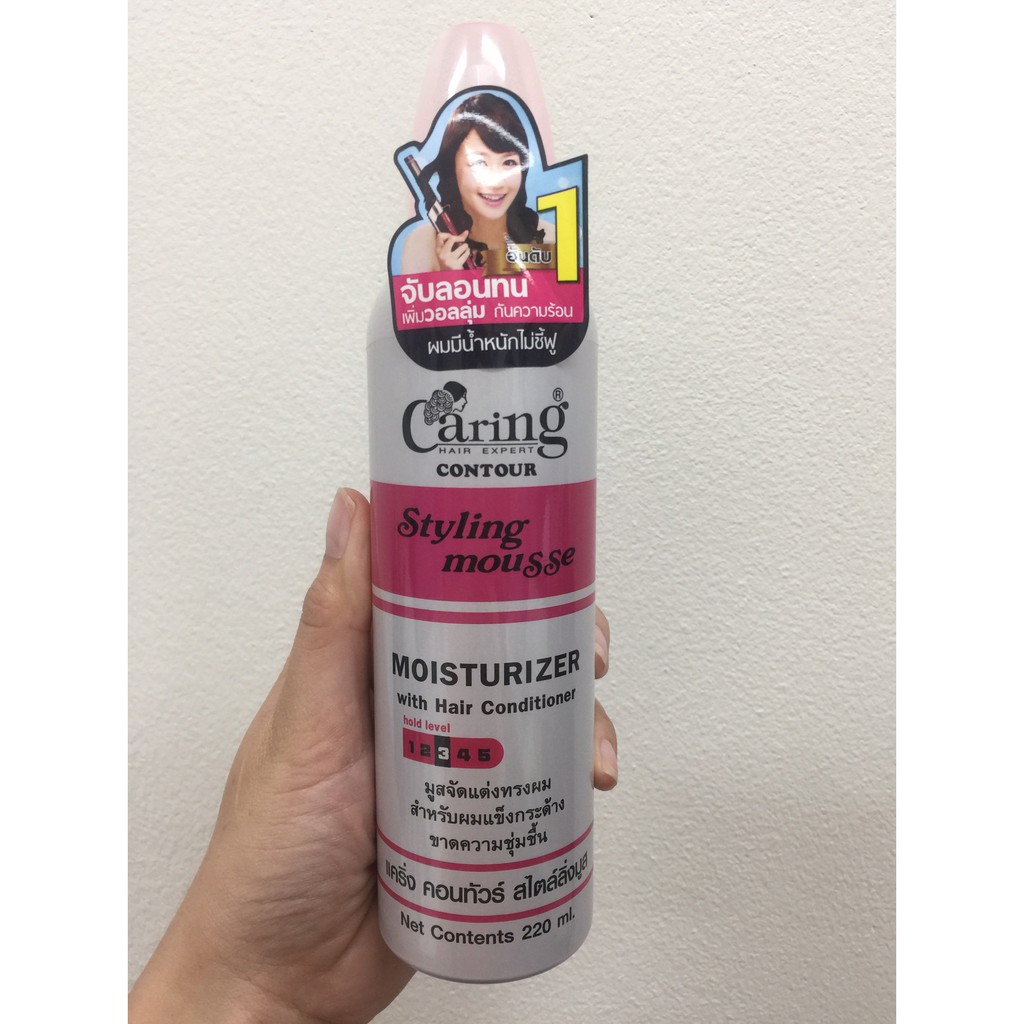 อันดับ 1
จับลอนทน
เพิ่มวอลลุ่ม กันความร้อน
ผมมีน้ำหนักไม่ชี้ฟู
Caring®
HAIR EXPERT
CONTOUR
Styling
mousse
MOISTURIZER
with Hair Conditioner
hold level
1 2 3 4 5
มูสจัดแต่งทรงผม
สำหรับผมแข็งกระด้าง
ขาดความชุ่มชื้น
แคริ่ง คอนทัวร์ สไตล์ลิ่งมูส
Net Contents 220 ml.